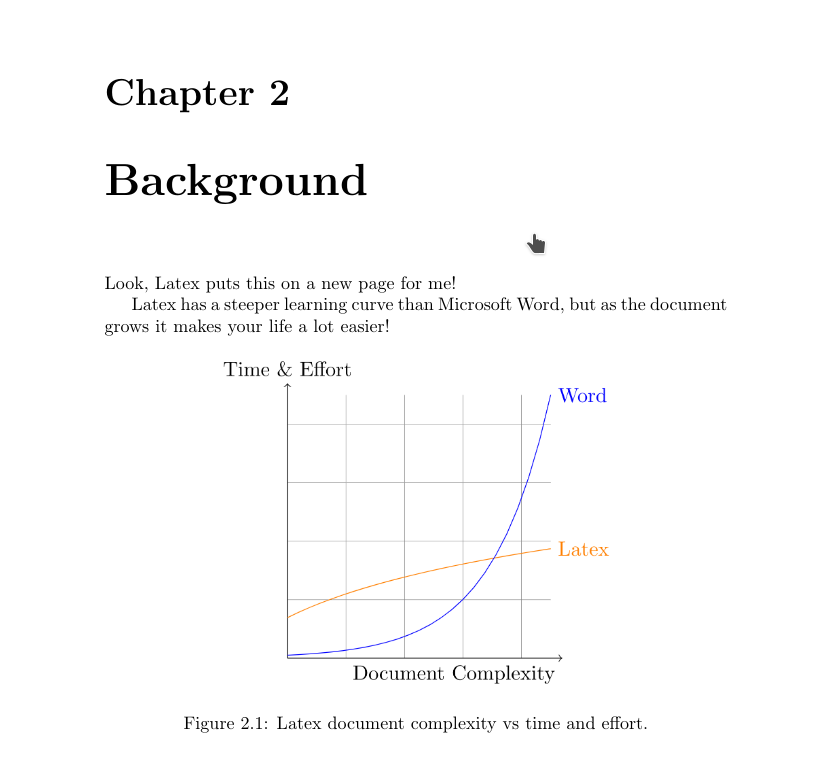 Chapter 2
Background
Look, Latex puts this on a new page for me!
Latex has a steeper learning curve than Microsoft Word, but as the document
grows it makes your life a lot easier!
Time & Effort
Word
Latex
Document Complexity
Figure 2.1: Latex document complexity vs time and effort.